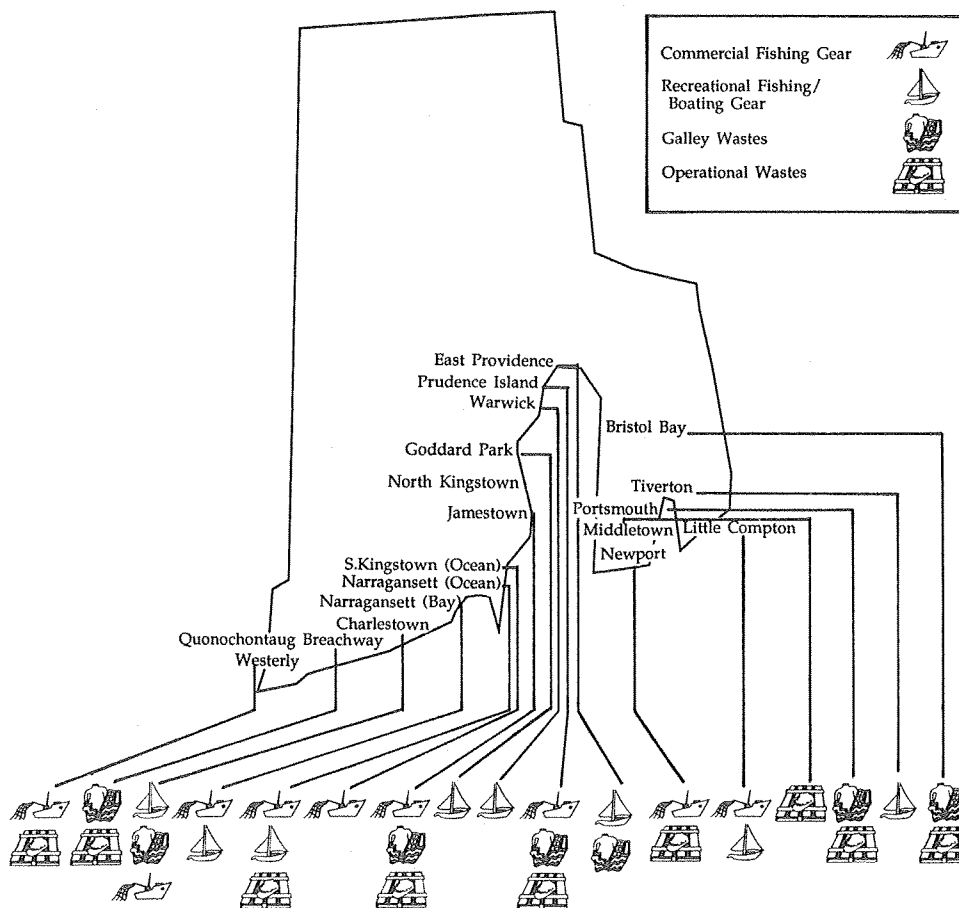 Commercial Fishing Gear
Recreational Fishing/
Boating Gear
Galley Wastes
Operational Wastes
East Providence
Prudence Island
Warwick
Bristol Bay
Goddard Park
North Kingstown
Tiverton
Jamestown
Portsmouth
Middletown
Little Compton
Newport
S.Kingstown (Ocean)
Narragansett (Ocean)
Narragansett (Bay)
Charlestown
Quonochontaug Breachway
Westerly